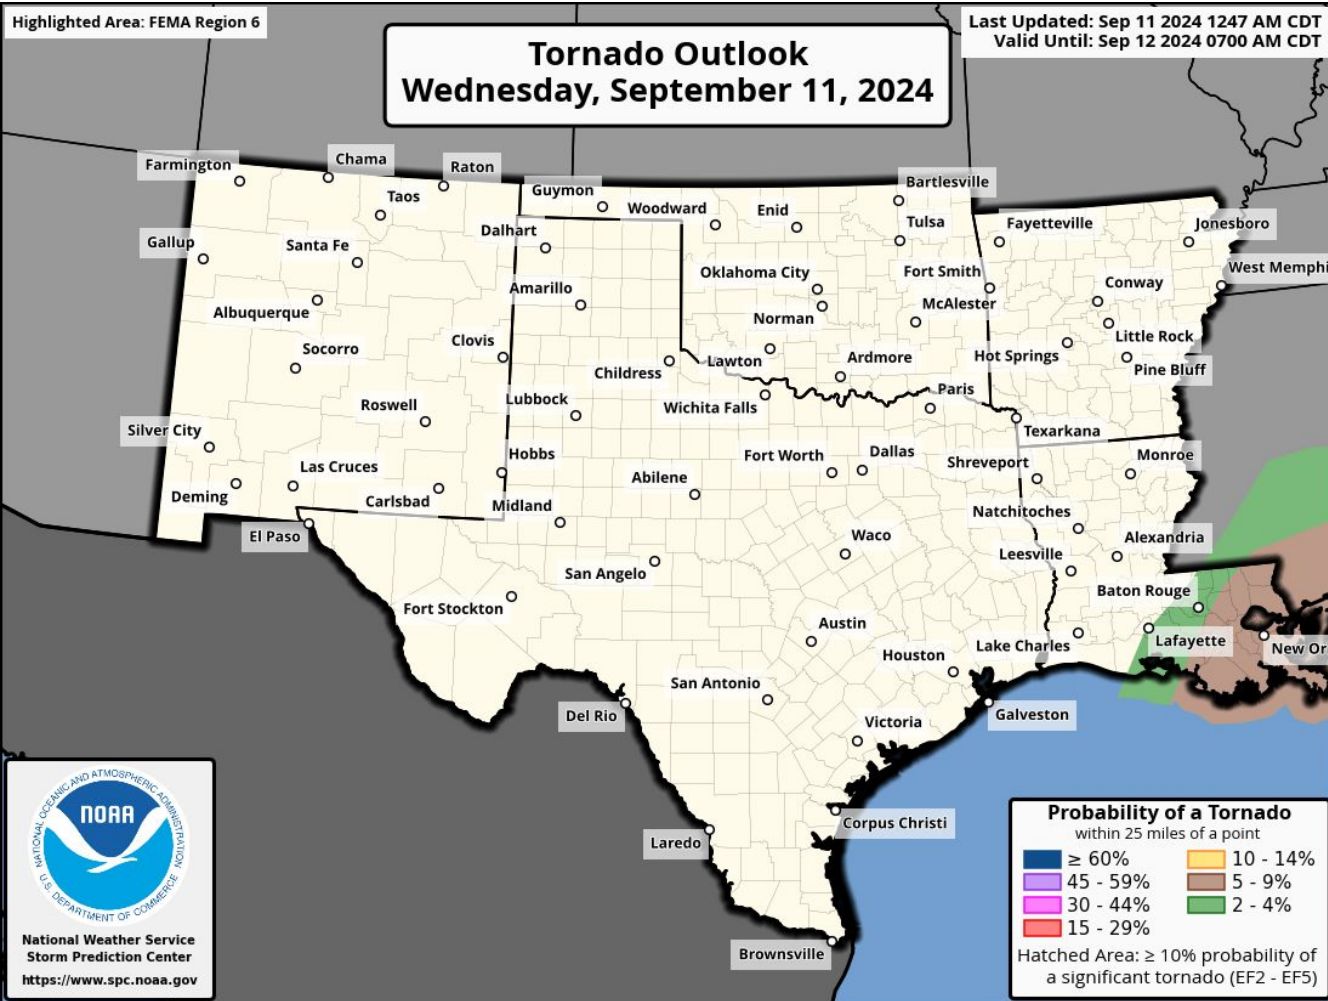 Highlighted Area: FEMA Region 6
Last Updated: Sep 11 2024 1247 AM CDT
Valid Until: Sep 12 2024 0700 AM CDT
Tornado Outlook
Wednesday, September 11, 2024
Farmington
Chama
Raton
Taos
Guymon
Woodward
Enid
Bartlesville
Tulsa
Fayetteville
Jonesboro
Gallup
Santa Fe
Dalhart
Oklahoma City
Fort Smith
West Memphi
Amarillo
Conway
Albuquerque
Norman
McAlester
Little Rock
Socorro
Clovis
Childress
Lawton
Ardmore
Hot Springs
Pine Bluff
Roswell
Lubbock
Wichita Falls
Paris
Silver City
Texarkana
Las Cruces
Hobbs
Abilene
Fort Worth
Dallas
Shreveport
Monroe
Deming
Carlsbad
Midland
Natchitoches
El Paso
Waco
Alexandria
San Angelo
Leesville
Fort Stockton
Baton Rouge
Austin
Lake Charles
Lafayette
New Or
Houston
San Antonio
Del Rio
Victoria
Galveston
Corpus Christi
Laredo
Brownsville
NATIONAL OCEANIC AND ATMOSPHERIC ADMINISTRATION
NOAA
U.S. DEPARTMENT OF COMMERCE
National Weather Service
Storm Prediction Center
https://www.spc.noaa.gov
Probability of a Tornado
within 25 miles of a point
≥ 60%
10 - 14%
45 - 59%
5 - 9%
30 - 44%
2 - 4%
15 - 29%
Hatched Area: ≥ 10% probability of
a significant tornado (EF2 - EF5)